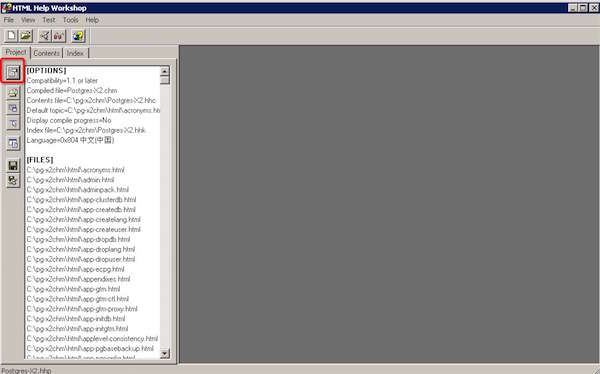 HTML Help Workshop
File View Test Tools Help
Project Contents Index
[OPTIONS]
Compatibility=1.1 or later
Compiled file=Postgres-X2.chm
Contents file=C:\pg-x2chm\Postgres-X2.hhc
Default topic=C:\pg-x2chm\html\acronyms.htm
Display compile progress=No
Index file=C:\pg-x2chm\Postgres-X2.hhk
Language=0x804 中文(中国)
[FILES]
C:\pg-x2chm\html\acronyms.html
C:\pg-x2chm\html\admin.html
C:\pg-x2chm\html\adminpack.html
C:\pg-x2chm\html\app-clusterdb.html
C:\pg-x2chm\html\app-createdb.html
C:\pg-x2chm\html\app-createlang.html
C:\pg-x2chm\html\app-createuser.html
C:\pg-x2chm\html\app-dropdb.html
C:\pg-x2chm\html\app-droplang.html
C:\pg-x2chm\html\app-dropuser.html
C:\pg-x2chm\html\app-ecpg.html
C:\pg-x2chm\html\appendixes.html
C:\pg-x2chm\html\app-gtm.html
C:\pg-x2chm\html\app-gtm-ctl.html
C:\pg-x2chm\html\app-gtm-proxy.html
C:\pg-x2chm\html\app-initdb.html
C:\pg-x2chm\html\app-initgtm.html
C:\pg-x2chm\html\applevel-consistency.html
C:\pg-x2chm\html\app-pgbasebackup.html
Postgres-X2.hhp